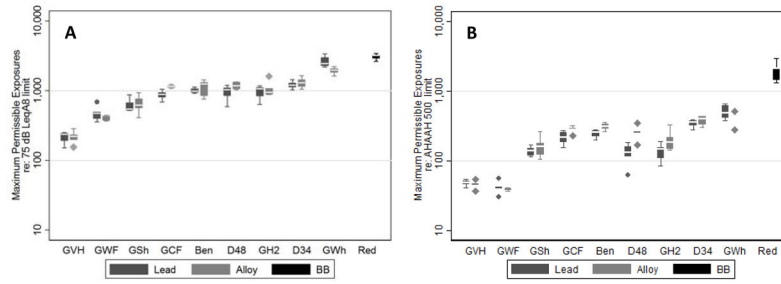 A
Maximum Permissible Exposures
re: 75 dB LeqA8 limit
10,000
1,000
100
10
GVH GWF GSh GCF Ben D48 GH2 D34 GWh Red
Lead Alloy BB
B
Maximum Permissible Exposures
re: AHAAH 500 limit
10,000
1,000
100
10
GVH GWF GSh GCF Ben D48 GH2 D34 GWh Red
Lead Alloy BB